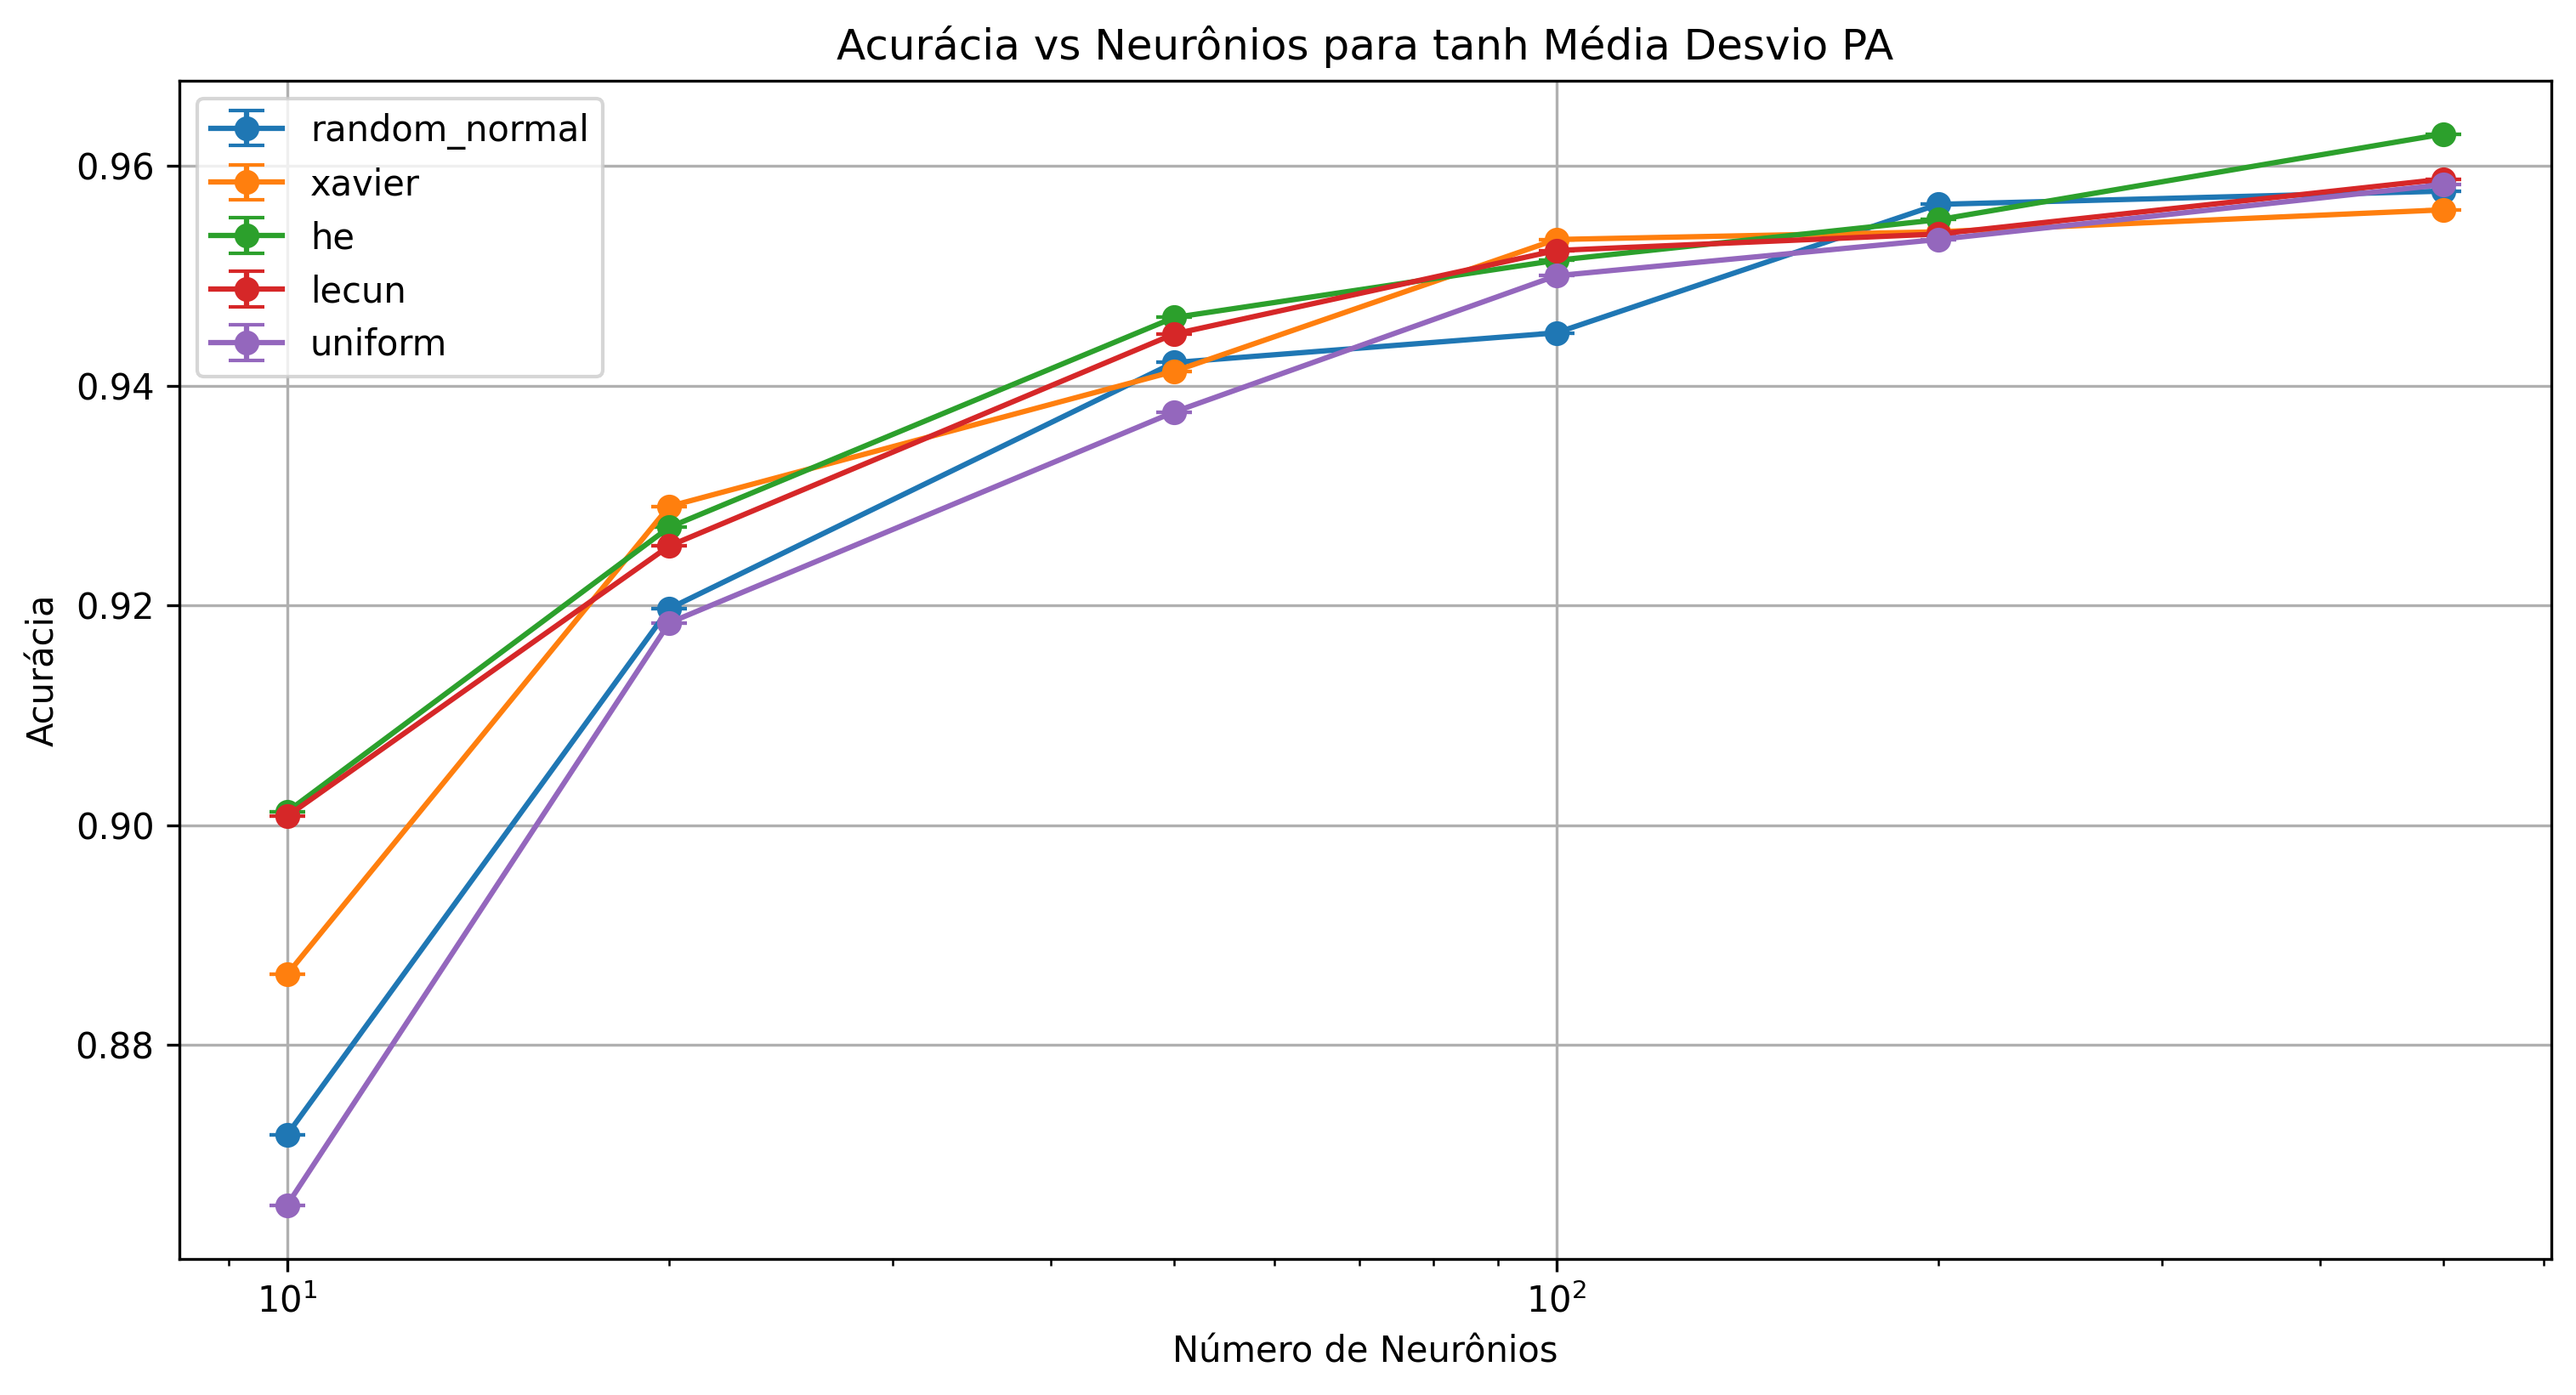 Acurácia vs Neurônios para tanh Média Desvio PA
random_normal
xavier
he
lecun
uniform
Acurácia
0.96
0.94
0.92
0.90
0.88
10¹
10²
Número de Neurônios